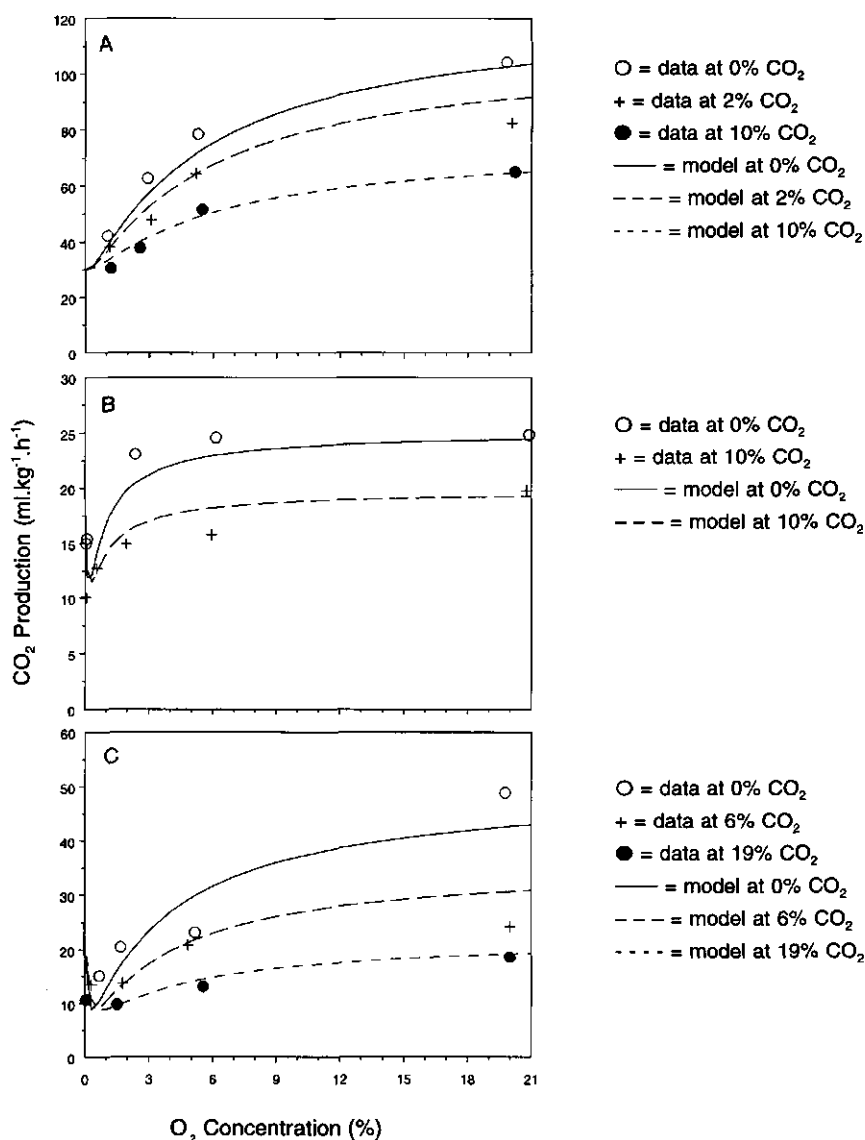 A
120
100
80
60
40
20
0
○ = data at 0% CO₂
+ = data at 2% CO₂
● = data at 10% CO₂
= model at 0% CO₂
= model at 2% CO₂
= model at 10% CO₂
B
30
25
20
15
10
5
0
○ = data at 0% CO₂
+ = data at 10% CO₂
= model at 0% CO₂
= model at 10% CO₂
CO₂ Production (ml.kg⁻¹.h⁻¹)
C
60
50
40
30
20
10
0
○ = data at 0% CO₂
+ = data at 6% CO₂
● = data at 19% CO₂
= model at 0% CO₂
= model at 6% CO₂
= model at 19% CO₂
0 3 6 9 12 15 18 21
O₂ Concentration (%)